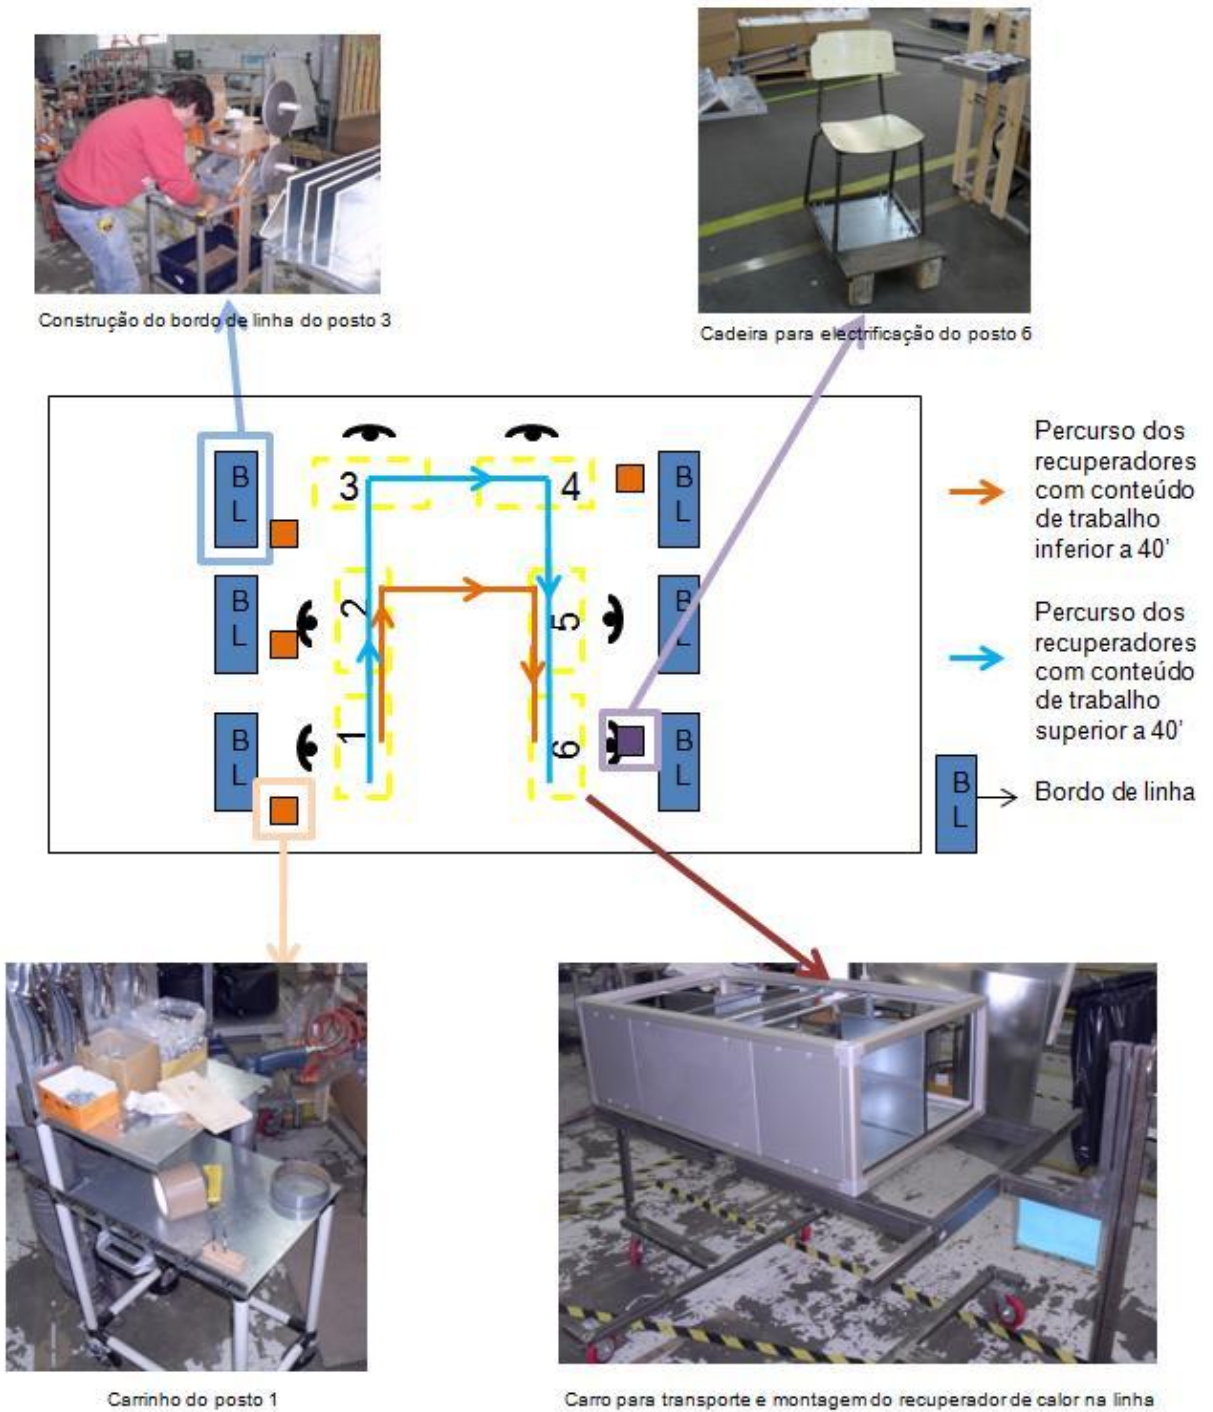 Construção do bordo de linha do posto 3
Cadeira para electrificação do posto 6
B
L
3
4
B
L
B
L
2
5
B
L
B
L
1
6
B
L
Percurso dos
recuperadores
com conteúdo
de trabalho
inferior a 40’
Percurso dos
recuperadores
com conteúdo
de trabalho
superior a 40’
B
L
Bordo de linha
Carrinho do posto 1
Carro para transporte e montagem do recuperador de calor na linha